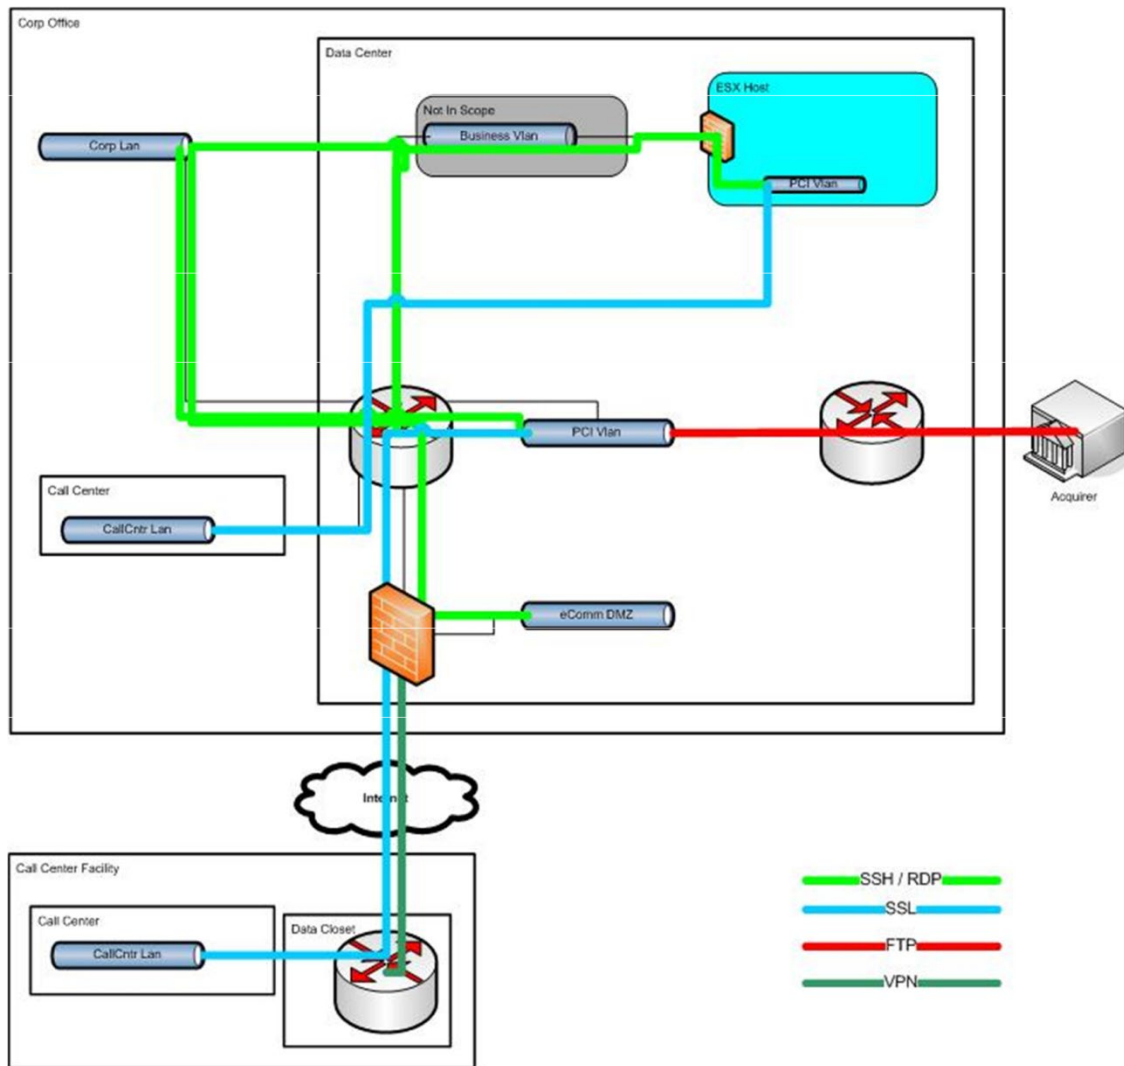 Corp Office
Data Center
ESX Host
Not In Scope
Business Vlan
Corp Lan
PCI Vlan
PCI Vlan
Acquirer
Call Center
CallCntr Lan
eComm DMZ
Internet
Call Center Facility
SSH / RDP
SSL
Call Center
Data Closet
FTP
CallCntr Lan
VPN